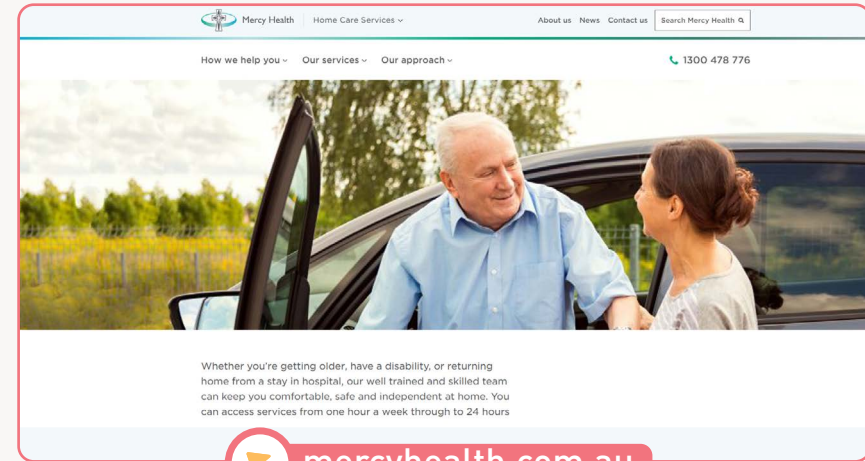 Mercy Health
Home Care Services
About us News Contact us
Search Mercy Health
How we help you Our services Our approach
1300 478 776
Whether you're getting older, have a disability, or returning
home from a stay in hospital, our well trained and skilled team
can keep you comfortable, safe and independent at home. You
can access services from one hour a week through to 24 hours
mercyhealth.com.au